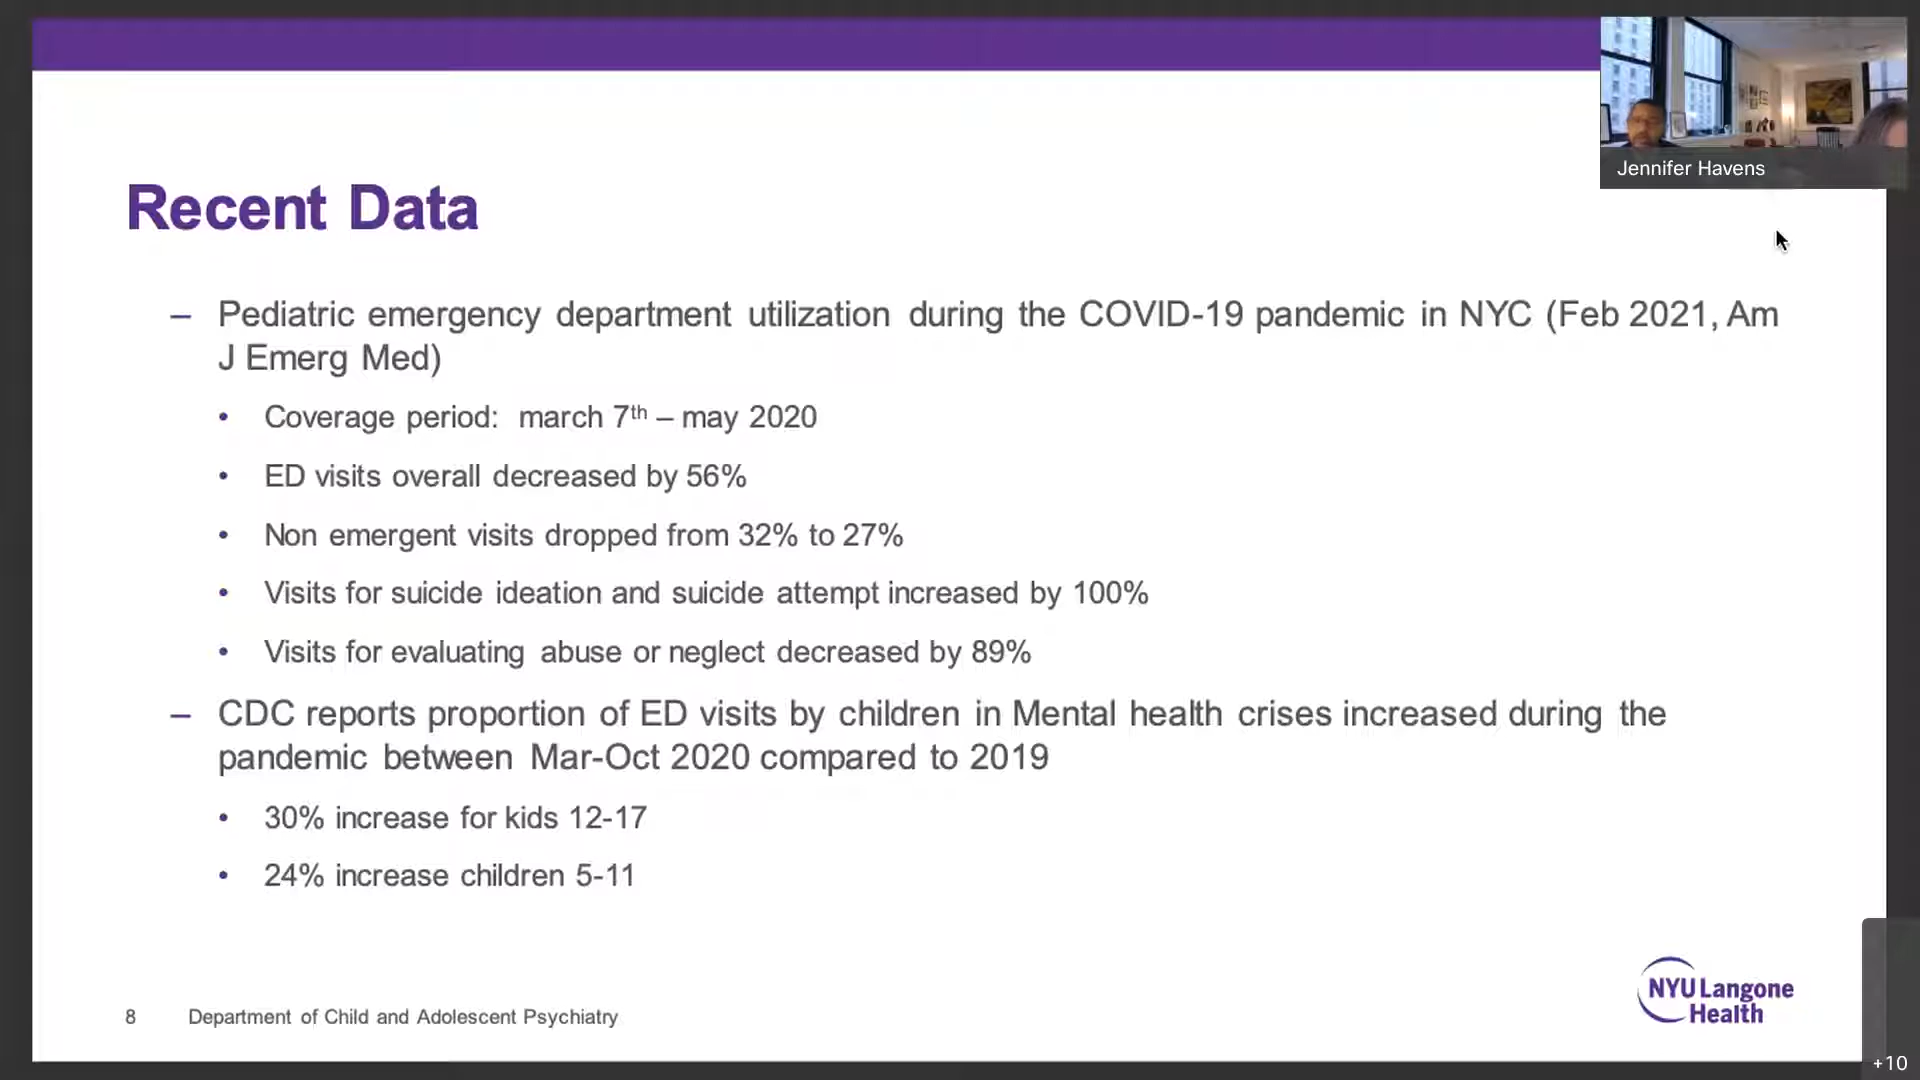 Jennifer Havens
Recent Data
– Pediatric emergency department utilization during the COVID-19 pandemic in NYC (Feb 2021, Am
J Emerg Med)
• Coverage period: march 7th – may 2020
• ED visits overall decreased by 56%
• Non emergent visits dropped from 32% to 27%
• Visits for suicide ideation and suicide attempt increased by 100%
• Visits for evaluating abuse or neglect decreased by 89%
– CDC reports proportion of ED visits by children in Mental health crises increased during the
pandemic between Mar-Oct 2020 compared to 2019
• 30% increase for kids 12-17
• 24% increase children 5-11
8 Department of Child and Adolescent Psychiatry
NYU Langone
Health
+10